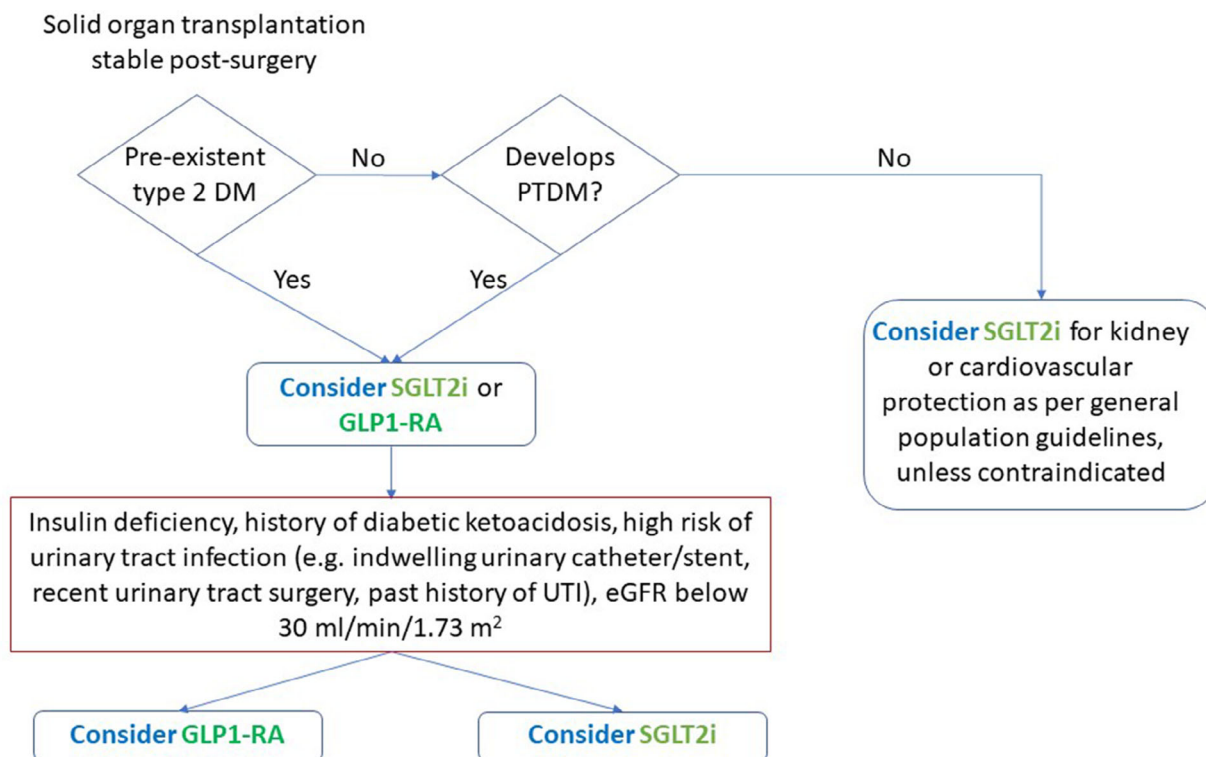 Solid organ transplantation
stable post-surgery
Pre-existent
type 2 DM
No
Develops
PTDM?
No
Yes
Yes
Consider SGLT2i or
GLP1-RA
Consider SGLT2i for kidney
or cardiovascular
protection as per general
population guidelines,
unless contraindicated
Insulin deficiency, history of diabetic ketoacidosis, high risk of
urinary tract infection (e.g. indwelling urinary catheter/stent,
recent urinary tract surgery, past history of UTI), eGFR below
30 ml/min/1.73 m²
Consider GLP1-RA
Consider SGLT2i